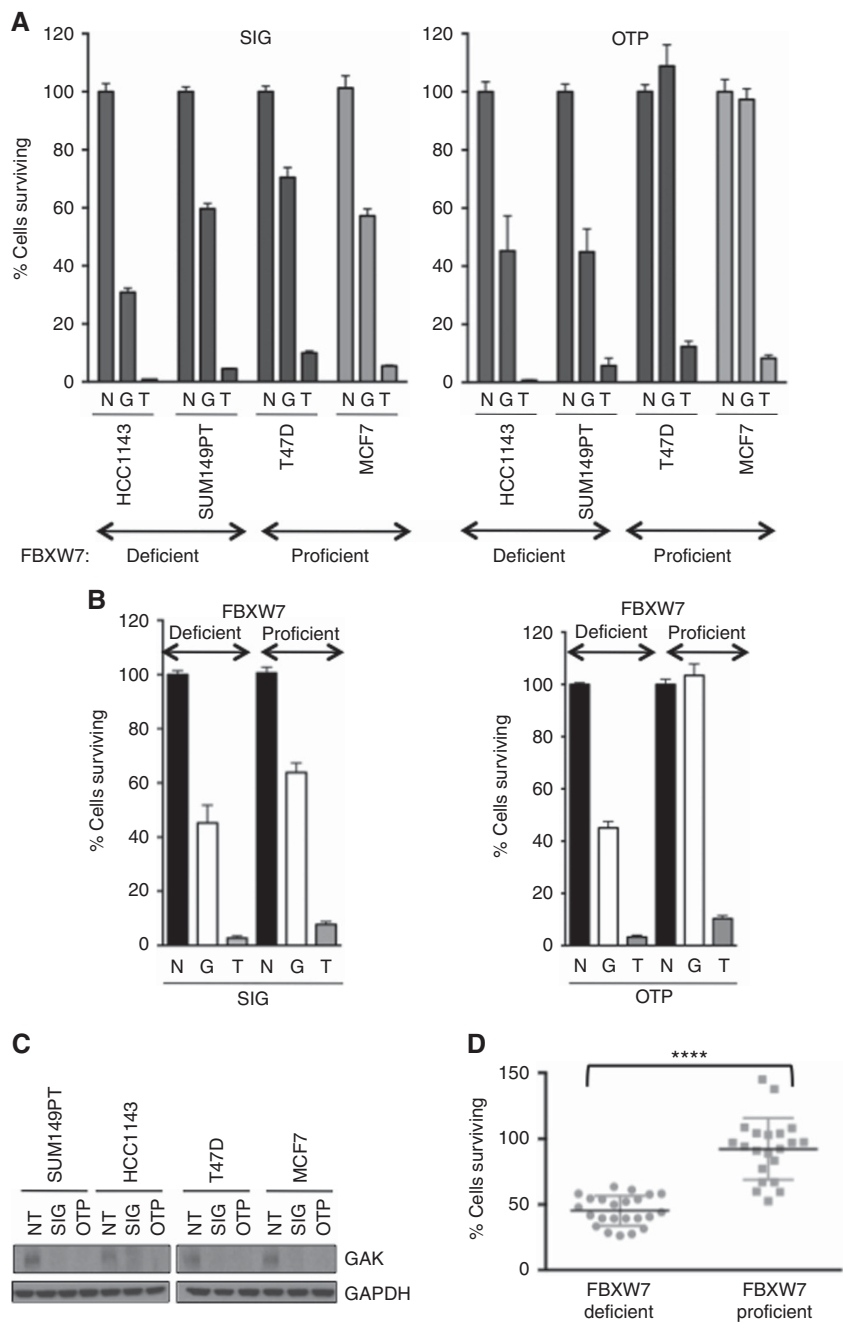 A
SIG
OTP
% Cells surviving
120
100
80
60
40
20
0
120
100
80
60
40
20
0
N G T N G T N G T N G T
N G T N G T N G T N G T
HCC1143
SUM149PT
T47D
MCF7
HCC1143
SUM149PT
T47D
MCF7
FBXW7: Deficient Proficient Deficient Proficient
B
FBXW7
Deficient Proficient
% Cells surviving
120
100
80
60
40
20
0
N G T N G T
SIG
FBXW7
Deficient Proficient
% Cells surviving
120
100
80
60
40
20
0
N G T N G T
OTP
C
SUM149PT
HCC1143
T47D
MCF7
NT SIG OTP NT SIG OTP NT SIG OTP NT SIG OTP
GAK
GAPDH
D
****
% Cells surviving
150
100
50
0
FBXW7 deficient
FBXW7 proficient